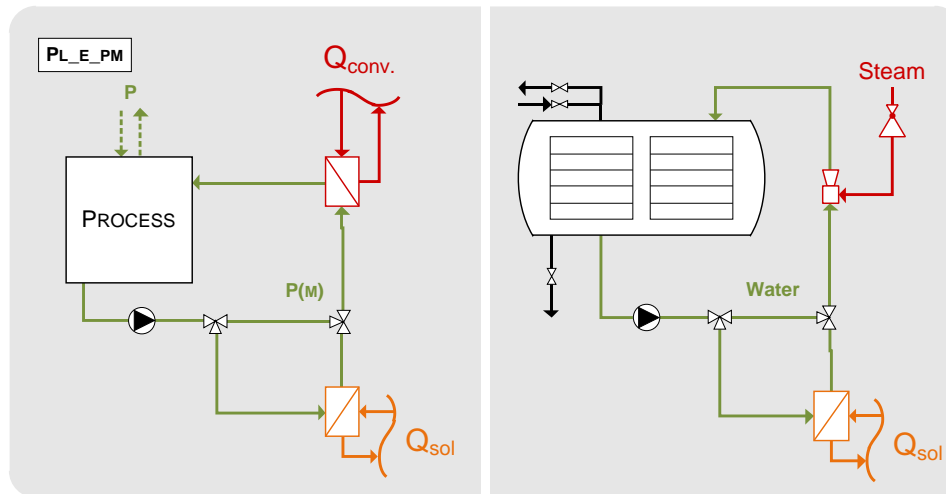 PL_E_PM
Qconv.
P
PROCESS
P(M)
Qsol
Steam
Water
Qsol